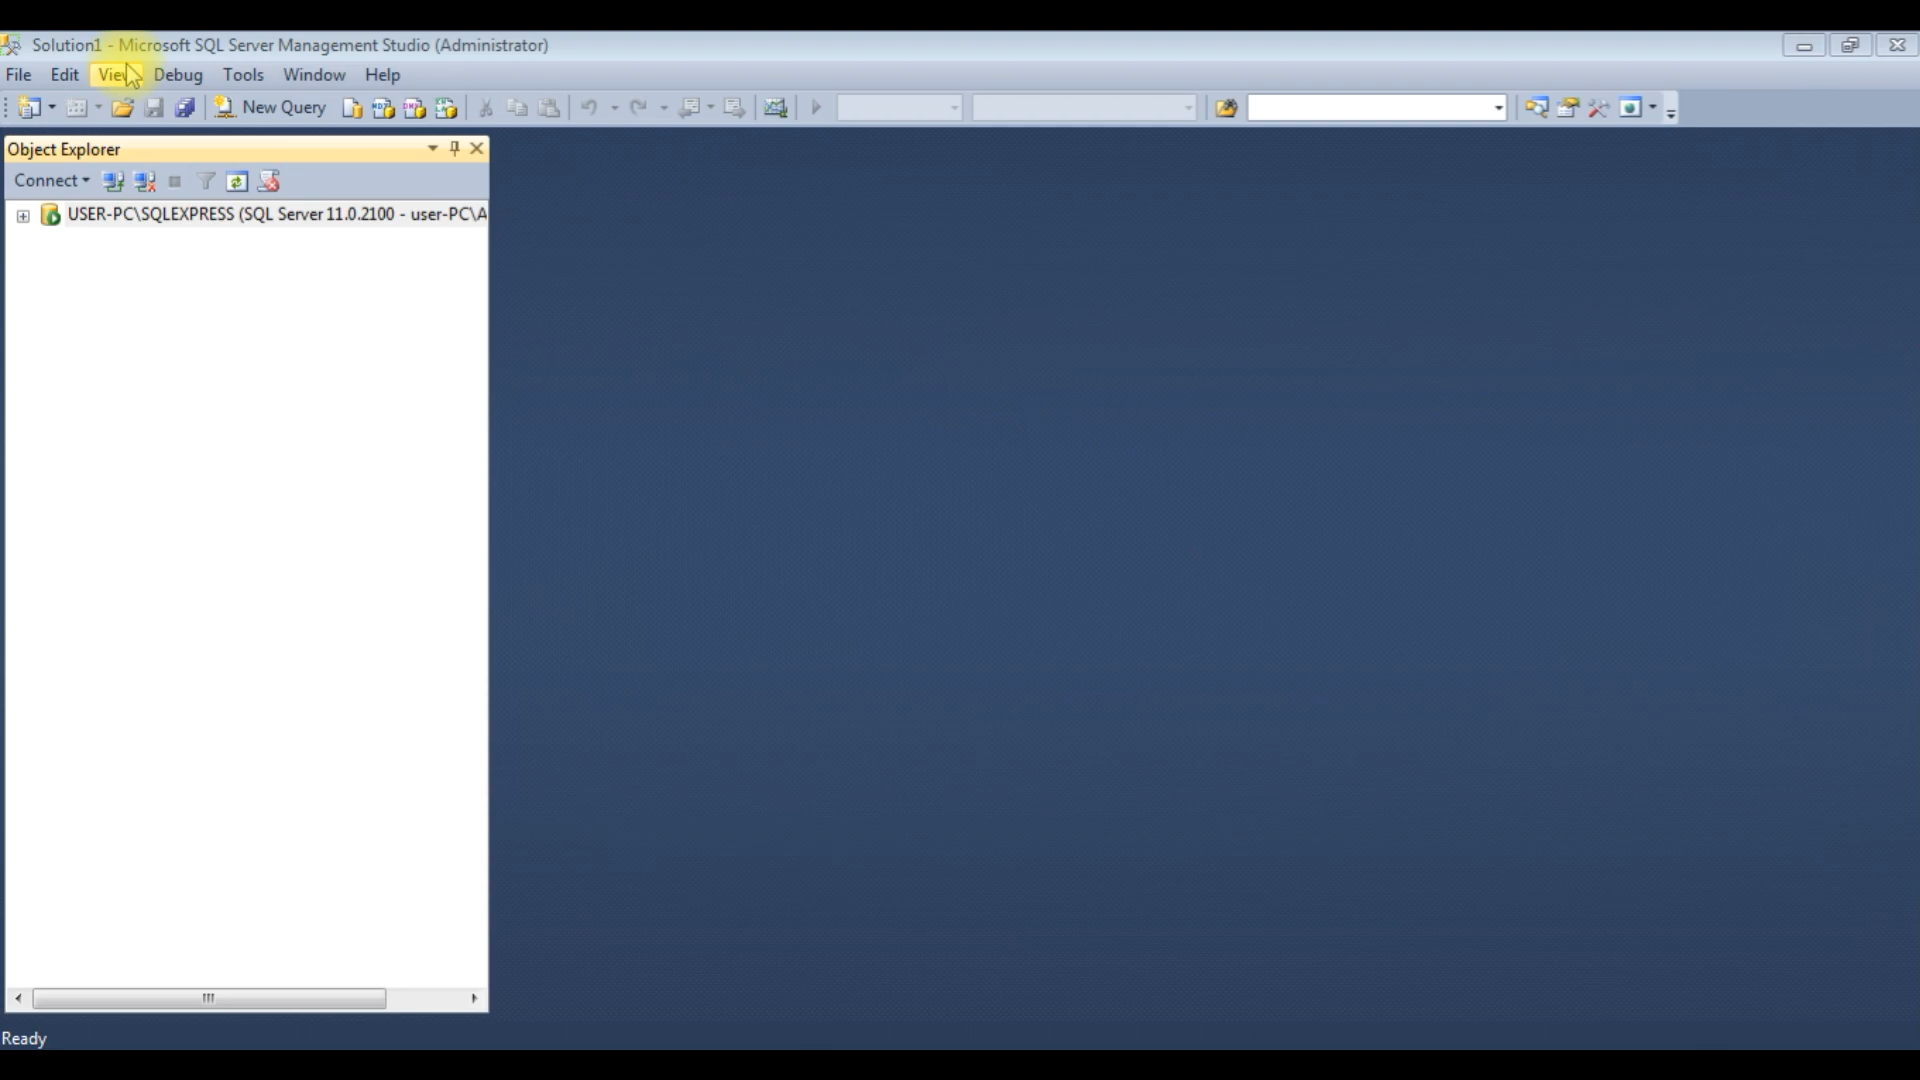 Solution1 - Microsoft SQL Server Management Studio (Administrator)
File Edit View Debug Tools Window Help
New Query
Object Explorer
Connect
USER-PC\SQLEXPRESS (SQL Server 11.0.2100 - user-PC\A
Ready